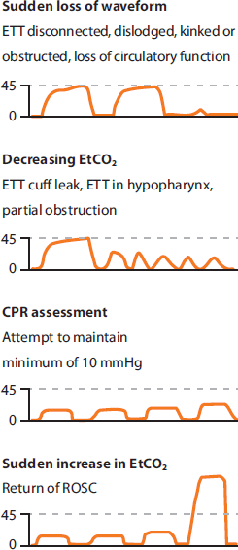 Sudden loss of waveform
ETT disconnected, dislodged, kinked or
obstructed, loss of circulatory function
45
0
Decreasing EtCO₂
ETT cuff leak, ETT in hypopharynx,
partial obstruction
45
0
CPR assessment
Attempt to maintain
minimum of 10 mmHg
45
0
Sudden increase in EtCO₂
Return of ROSC
45
0